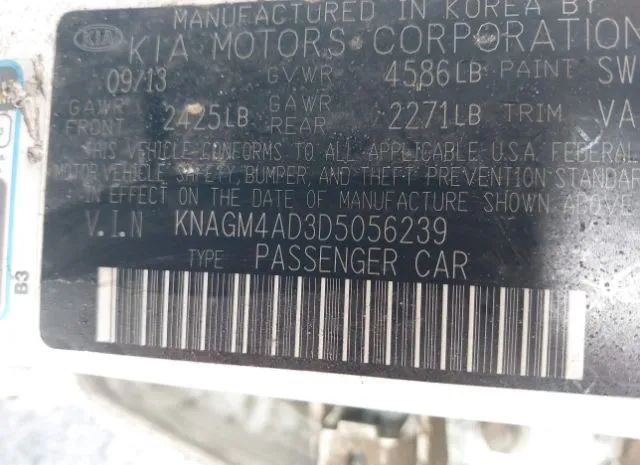 MANUFACTURED IN KOREA BY
KIA KIA MOTORS CORPORATION
09/13 GVWR 4586LB PAINT SW
GAWR FRONT 2425LB GAWR REAR 2271LB TRIM VA
THIS VEHICLE CONFORMS TO ALL APPLICABLE U.S.A. FEDERAL
MOTOR VEHICLE SAFETY, BUMPER, AND THEFT PREVENTION STANDARD
IN EFFECT ON THE DATE OF MANUFACTURE SHOWN ABOVE.
V.I.N KNAGM4AD3D5056239
TYPE PASSENGER CAR
B3